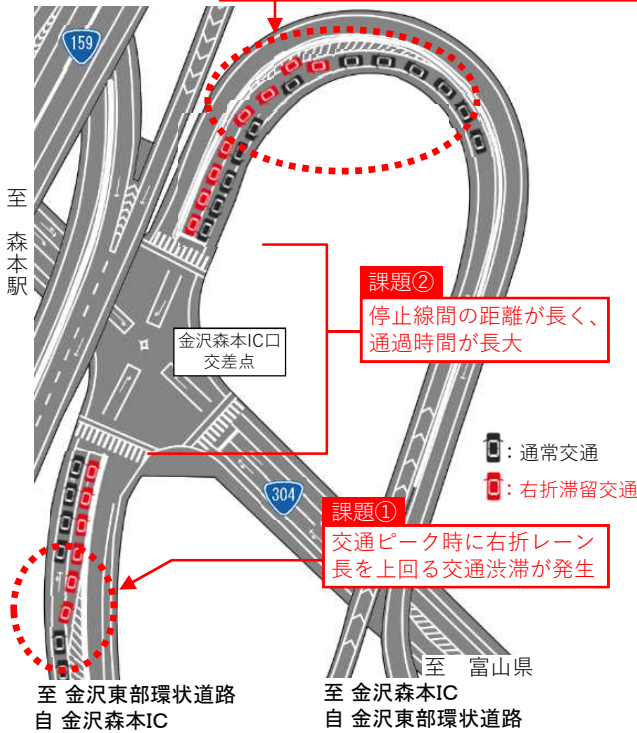 159
至 森本駅
課題②
停止線間の距離が長く、
通過時間が長大
金沢森本IC口
交差点
：通常交通
：右折滞留交通
304
課題①
交通ピーク時に右折レーン
長を上回る交通渋滞が発生
至 富山県
至 金沢東部環状道路
自 金沢森本IC
至 金沢森本IC
自 金沢東部環状道路